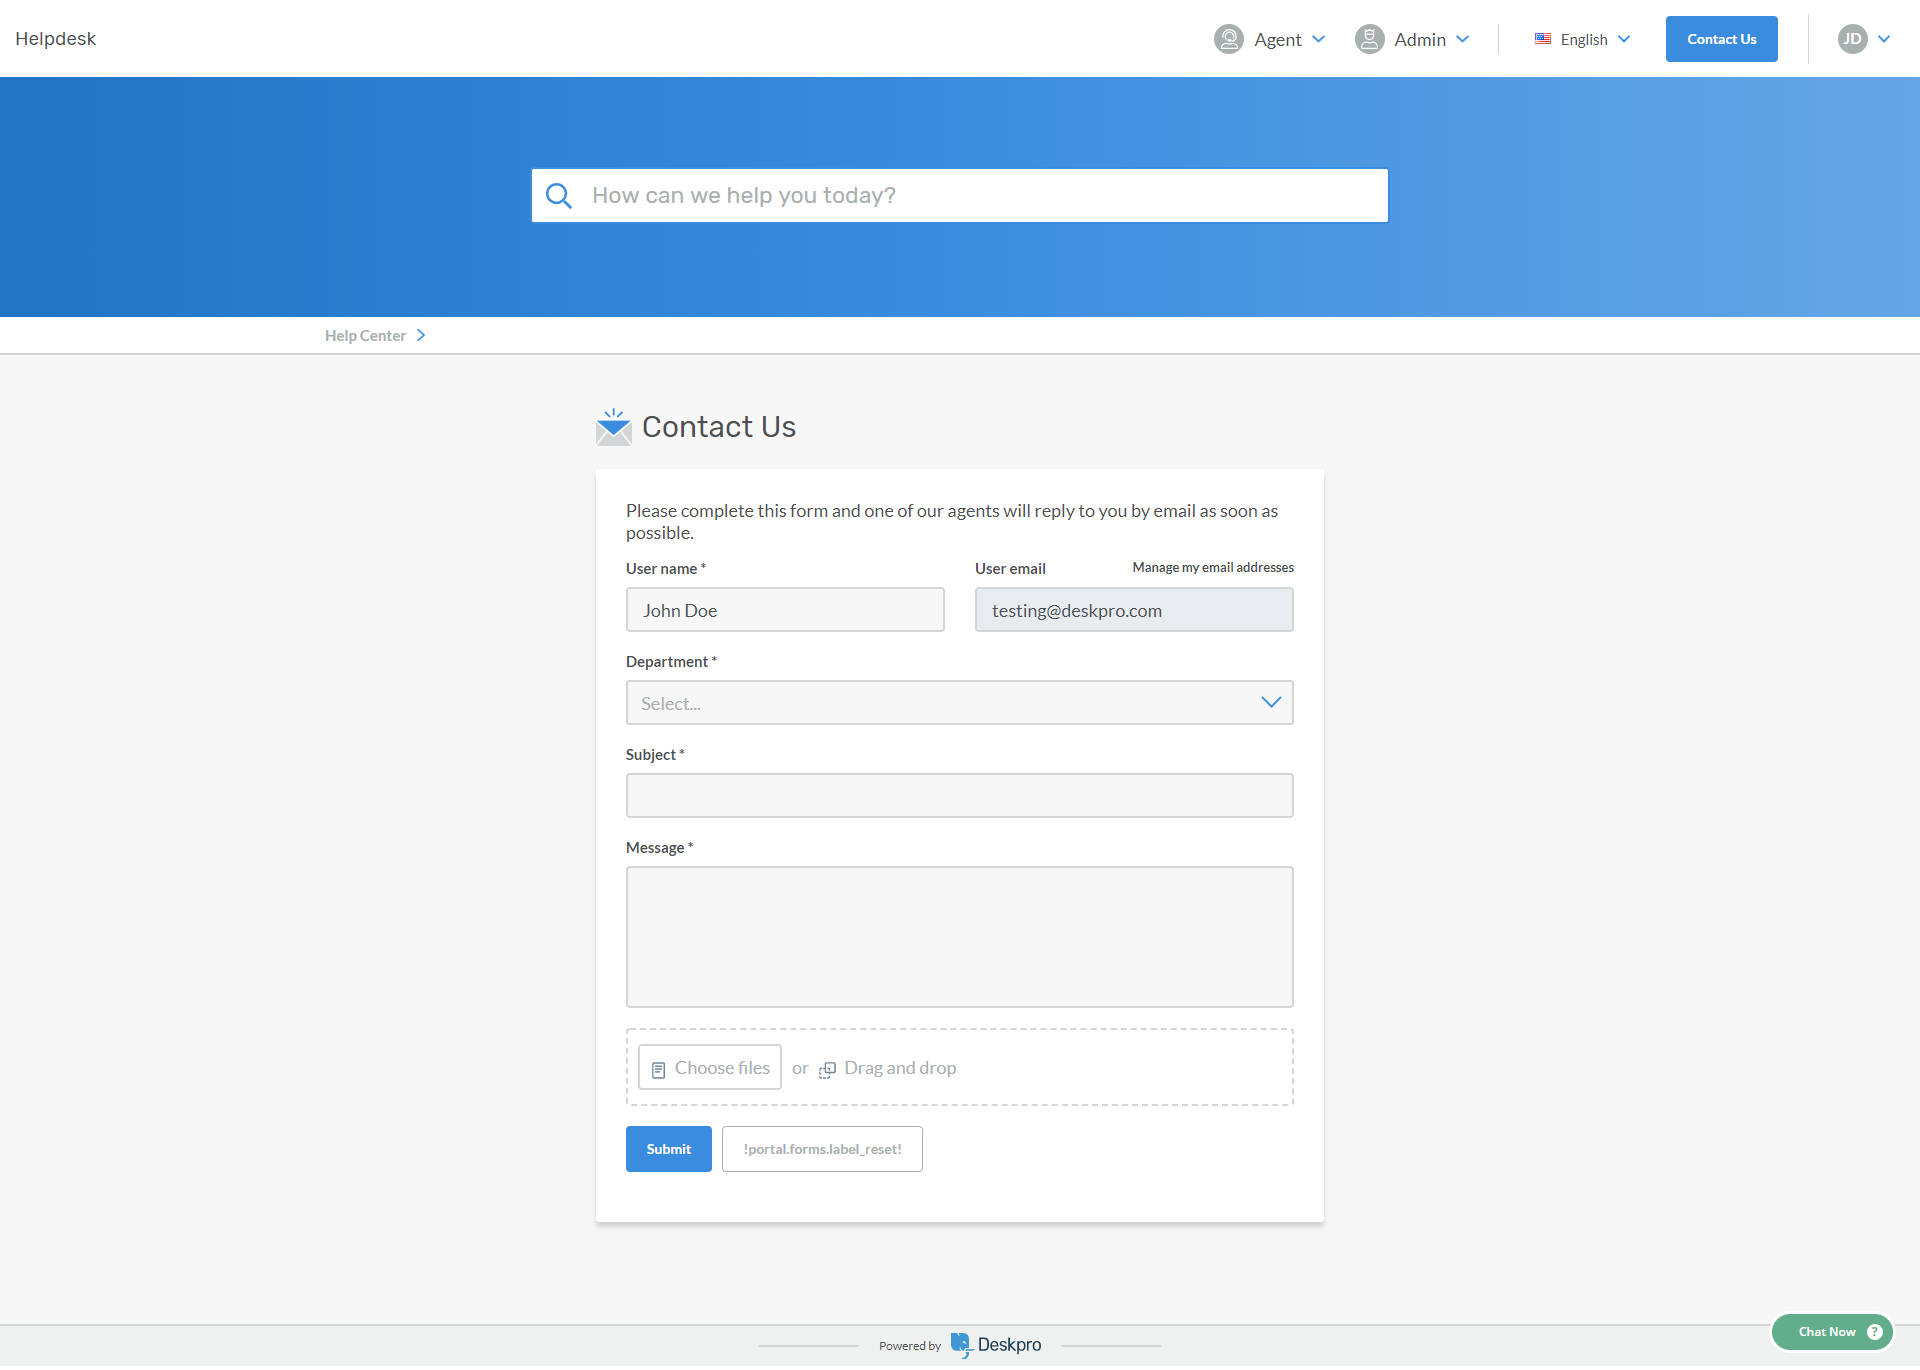 Helpdesk
Agent
Admin
English
Contact Us
JD
How can we help you today?
Help Center
Contact Us
Please complete this form and one of our agents will reply to you by email as soon as
possible.
User name *
User email
Manage my email addresses
John Doe
testing@deskpro.com
Department *
Select...
Subject *
Message *
Choose files or Drag and drop
Submit
!portal.forms.label_reset!
Powered by Deskpro
Chat Now ?